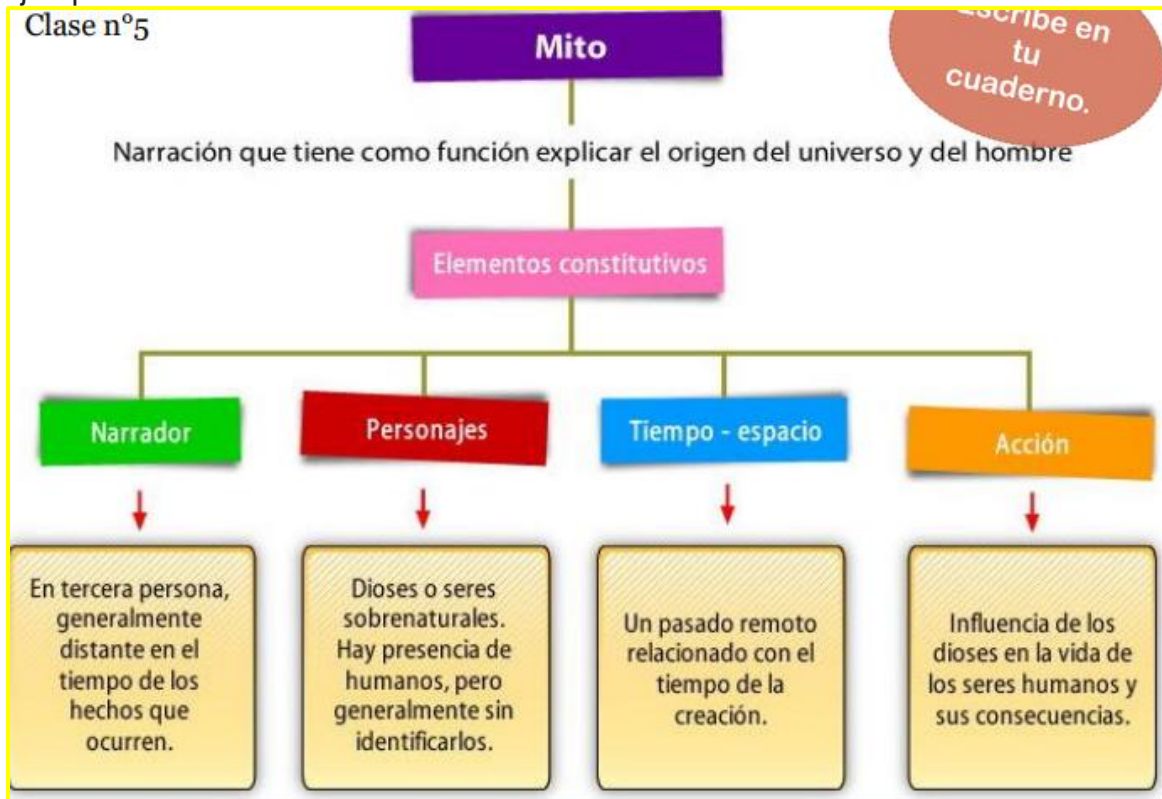 Clase n°5
Escribe en
tu
cuaderno.
Mito
Narración que tiene como función explicar el origen del universo y del hombre
Elementos constitutivos
Narrador
Personajes
Tiempo - espacio
Acción
En tercera persona,
generalmente
distante en el
tiempo de los
hechos que
ocurren.
Dioses o seres
sobrenaturales.
Hay presencia de
humanos, pero
generalmente sin
identificarlos.
Un pasado remoto
relacionado con el
tiempo de la
creación.
Influencia de los
dioses en la vida de
los seres humanos y
sus consecuencias.